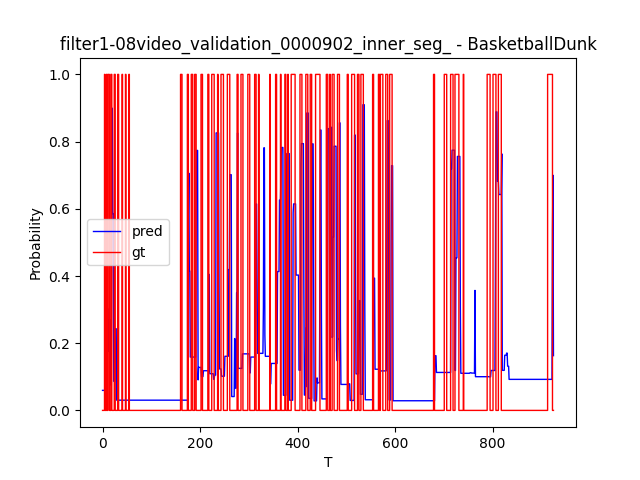 filter1-08video_validation_0000902_inner_seg_ - BasketballDunk
1.0
0.8
0.6
0.4
0.2
0.0
Probability
pred
gt
0
200
400
600
800
T